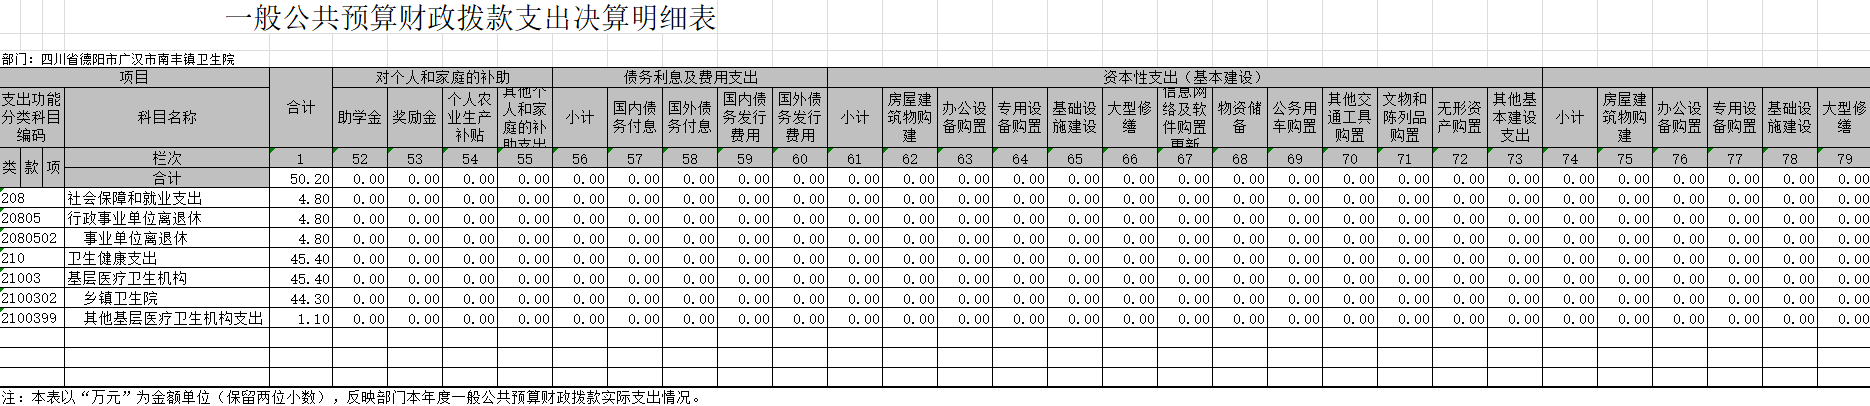 一般公共预算财政拨款支出决算明细表
部门：四川省德阳市广汉市南丰镇卫生院
项目 合计 对个人和家庭的补助 债务利息及费用支出 资本性支出（基本建设）
支出功能分类科目编码 科目名称 助学金 奖励金 个人农业生产补贴 其他个人和家庭的补助支出 小计 国内债务付息 国外债务付息 国内债务发行费用 国外债务发行费用 小计 房屋建筑物购建 办公设备购置 专用设备购置 基础设施建设 大型修缮 信息网络及软件购置更新 物资储备 公务用车购置 其他交通工具购置 文物和陈列品购置 无形资产购置 其他基本建设支出 小计 房屋建筑物购建 办公设备购置 专用设备购置 基础设施建设 大型修缮
类 款 项 栏次 1 52 53 54 55 56 57 58 59 60 61 62 63 64 65 66 67 68 69 70 71 72 73 74 75 76 77 78 79
合计 50.20 0.00 0.00 0.00 0.00 0.00 0.00 0.00 0.00 0.00 0.00 0.00 0.00 0.00 0.00 0.00 0.00 0.00 0.00 0.00 0.00 0.00 0.00 0.00 0.00 0.00 0.00 0.00 0.00
208 社会保障和就业支出 4.80 0.00 0.00 0.00 0.00 0.00 0.00 0.00 0.00 0.00 0.00 0.00 0.00 0.00 0.00 0.00 0.00 0.00 0.00 0.00 0.00 0.00 0.00 0.00 0.00 0.00 0.00 0.00 0.00
20805 行政事业单位离退休 4.80 0.00 0.00 0.00 0.00 0.00 0.00 0.00 0.00 0.00 0.00 0.00 0.00 0.00 0.00 0.00 0.00 0.00 0.00 0.00 0.00 0.00 0.00 0.00 0.00 0.00 0.00 0.00 0.00
2080502 事业单位离退休 4.80 0.00 0.00 0.00 0.00 0.00 0.00 0.00 0.00 0.00 0.00 0.00 0.00 0.00 0.00 0.00 0.00 0.00 0.00 0.00 0.00 0.00 0.00 0.00 0.00 0.00 0.00 0.00 0.00
210 卫生健康支出 45.40 0.00 0.00 0.00 0.00 0.00 0.00 0.00 0.00 0.00 0.00 0.00 0.00 0.00 0.00 0.00 0.00 0.00 0.00 0.00 0.00 0.00 0.00 0.00 0.00 0.00 0.00 0.00 0.00
21003 基层医疗卫生机构 45.40 0.00 0.00 0.00 0.00 0.00 0.00 0.00 0.00 0.00 0.00 0.00 0.00 0.00 0.00 0.00 0.00 0.00 0.00 0.00 0.00 0.00 0.00 0.00 0.00 0.00 0.00 0.00 0.00
2100302 乡镇卫生院 44.30 0.00 0.00 0.00 0.00 0.00 0.00 0.00 0.00 0.00 0.00 0.00 0.00 0.00 0.00 0.00 0.00 0.00 0.00 0.00 0.00 0.00 0.00 0.00 0.00 0.00 0.00 0.00 0.00
2100399 其他基层医疗卫生机构支出 1.10 0.00 0.00 0.00 0.00 0.00 0.00 0.00 0.00 0.00 0.00 0.00 0.00 0.00 0.00 0.00 0.00 0.00 0.00 0.00 0.00 0.00 0.00 0.00 0.00 0.00 0.00 0.00 0.00
注：本表以“万元”为金额单位（保留两位小数），反映部门本年度一般公共预算财政拨款实际支出情况。